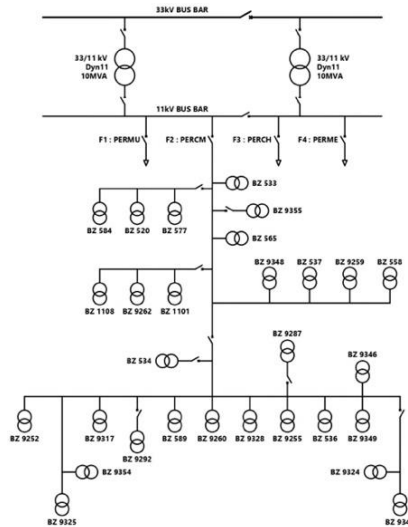 33kV BUS BAR
33/11 kV
Dyn11
10MVA
33/11 kV
Dyn11
10MVA
11kV BUS BAR
F1 : PERMU
F2 : PERCM
F3 : PERCH
F4 : PERME
BZ 533
BZ 9355
BZ 584
BZ 520
BZ 577
BZ 565
BZ 9348
BZ 537
BZ 9259
BZ 558
BZ 1108
BZ 9262
BZ 1101
BZ 9287
BZ 534
BZ 9346
BZ 9252
BZ 9317
BZ 589
BZ 9260
BZ 9328
BZ 9255
BZ 536
BZ 9349
BZ 9292
BZ 9354
BZ 9324
BZ 9325